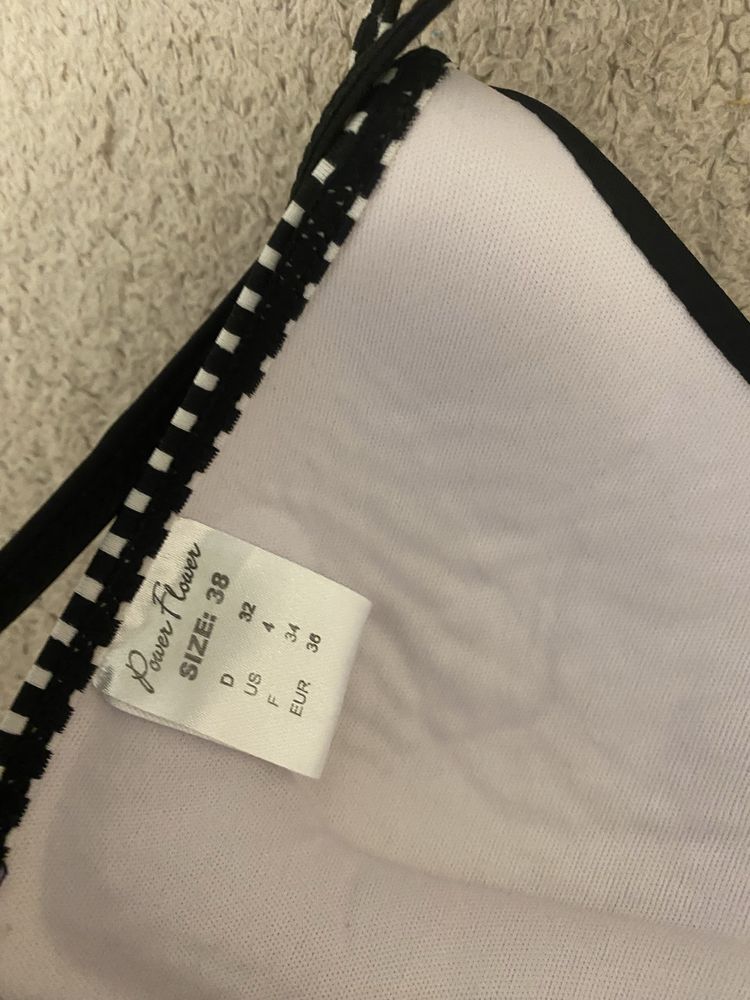 Power Flower
SIZE: 38
D 32
US 4
F 34
EUR 36